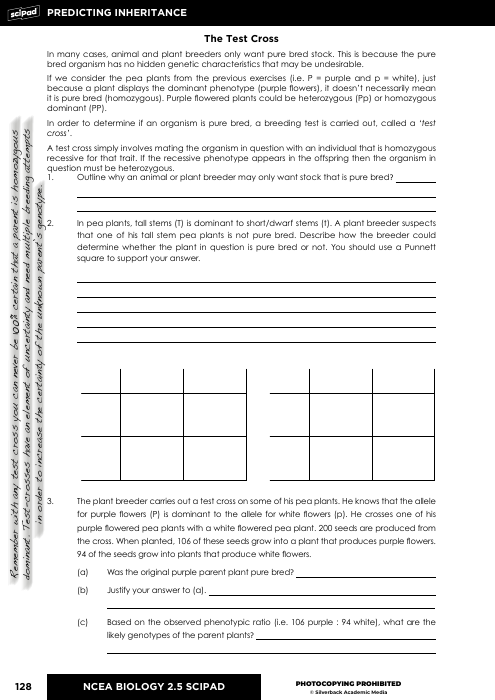 scipad PREDICTING INHERITANCE
The Test Cross
In many cases, animal and plant breeders only want pure bred stock. This is because the pure
bred organism has no hidden genetic characteristics that may be undesirable.
If we consider the pea plants from the previous exercises (i.e. P = purple and p = white), just
because a plant displays the dominant phenotype (purple flowers), it doesn't necessarily mean
it is pure bred (homozygous). Purple flowered plants could be heterozygous (Pp) or homozygous
dominant (PP).
In order to determine if an organism is pure bred, a breeding test is carried out, called a 'test
cross'.
A test cross simply involves mating the organism in question with an individual that is homozygous
recessive for that trait. If the recessive phenotype appears in the offspring then the organism in
question must be heterozygous.
1. Outline why an animal or plant breeder may only want stock that is pure bred?
2. In pea plants, tall stems (T) is dominant to short/dwarf stems (t). A plant breeder suspects
that one of his tall stem pea plants is not pure bred. Describe how the breeder could
determine whether the plant in question is pure bred or not. You should use a Punnett
square to support your answer.
Remember with any test cross you can never be 100% certain that a parent is homozygous
dominant. Test-crosses have an element of uncertainty and need multiple breeding attempts
in order to increase the certainty of the unknown parent's genotype.
3. The plant breeder carries out a test cross on some of his pea plants. He knows that the allele
for purple flowers (P) is dominant to the allele for white flowers (p). He crosses one of his
purple flowered pea plants with a white flowered pea plant. 200 seeds are produced from
the cross. When planted, 106 of these seeds grow into a plant that produces purple flowers.
94 of the seeds grow into plants that produce white flowers.
(a) Was the original purple parent plant pure bred?
(b) Justify your answer to (a).
(c) Based on the observed phenotypic ratio (i.e. 106 purple : 94 white), what are the
likely genotypes of the parent plants?
128 NCEA BIOLOGY 2.5 SCIPAD PHOTOCOPYING PROHIBITED
© Silverback Academic Media